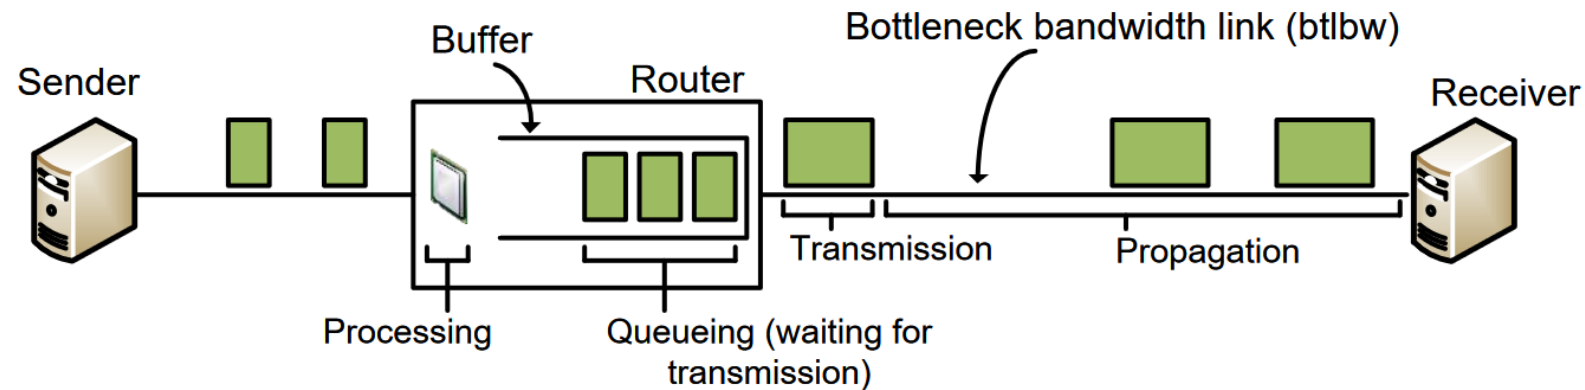 Bottleneck bandwidth link (btlbw)
Buffer
Sender
Router
Receiver
Transmission
Propagation
Processing
Queueing (waiting for
transmission)